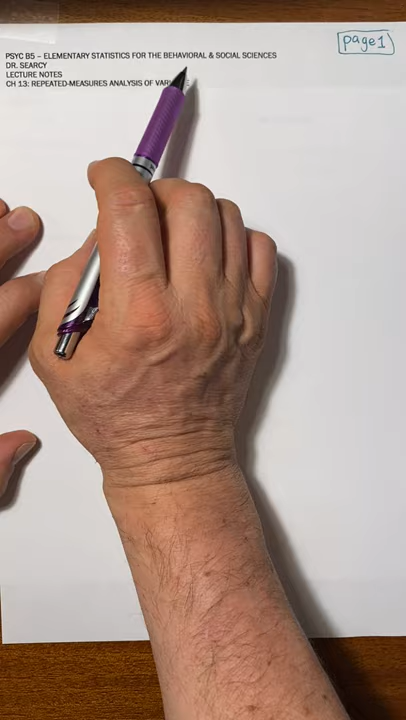 PSYC B5 – ELEMENTARY STATISTICS FOR THE BEHAVIORAL & SOCIAL SCIENCES
page 1
DR. SEARCY
LECTURE NOTES
CH 13: REPEATED-MEASURES ANALYSIS OF